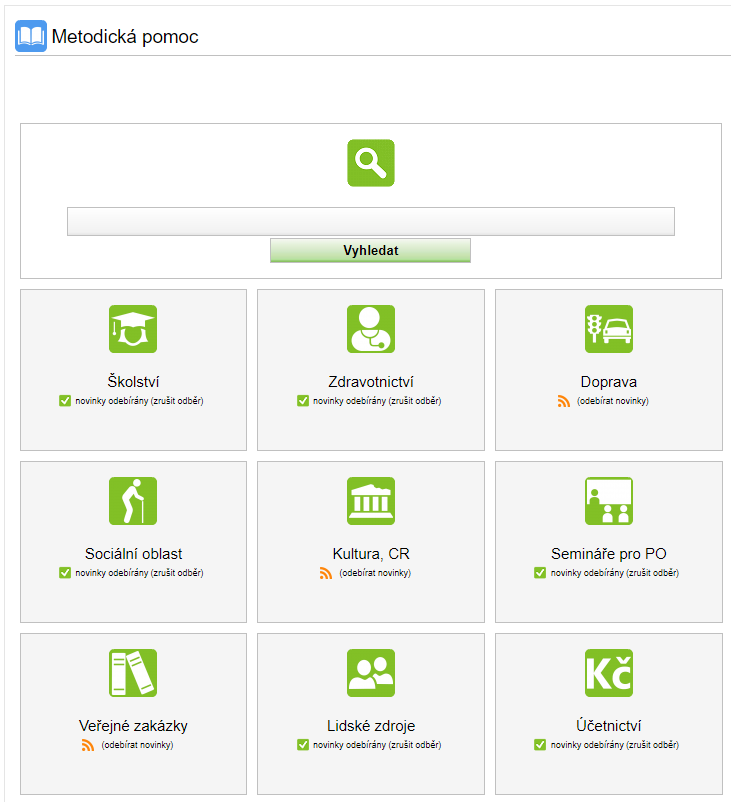 Metodická pomoc
Vyhledat
Školství
novinky odebírány (zrušit odběr)
Zdravotnictví
novinky odebírány (zrušit odběr)
Doprava
(odebírat novinky)
Sociální oblast
novinky odebírány (zrušit odběr)
Kultura, CR
(odebírat novinky)
Semináře pro PO
novinky odebírány (zrušit odběr)
Veřejné zakázky
(odebírat novinky)
Lidské zdroje
novinky odebírány (zrušit odběr)
Kč
Účetnictví
novinky odebírány (zrušit odběr)